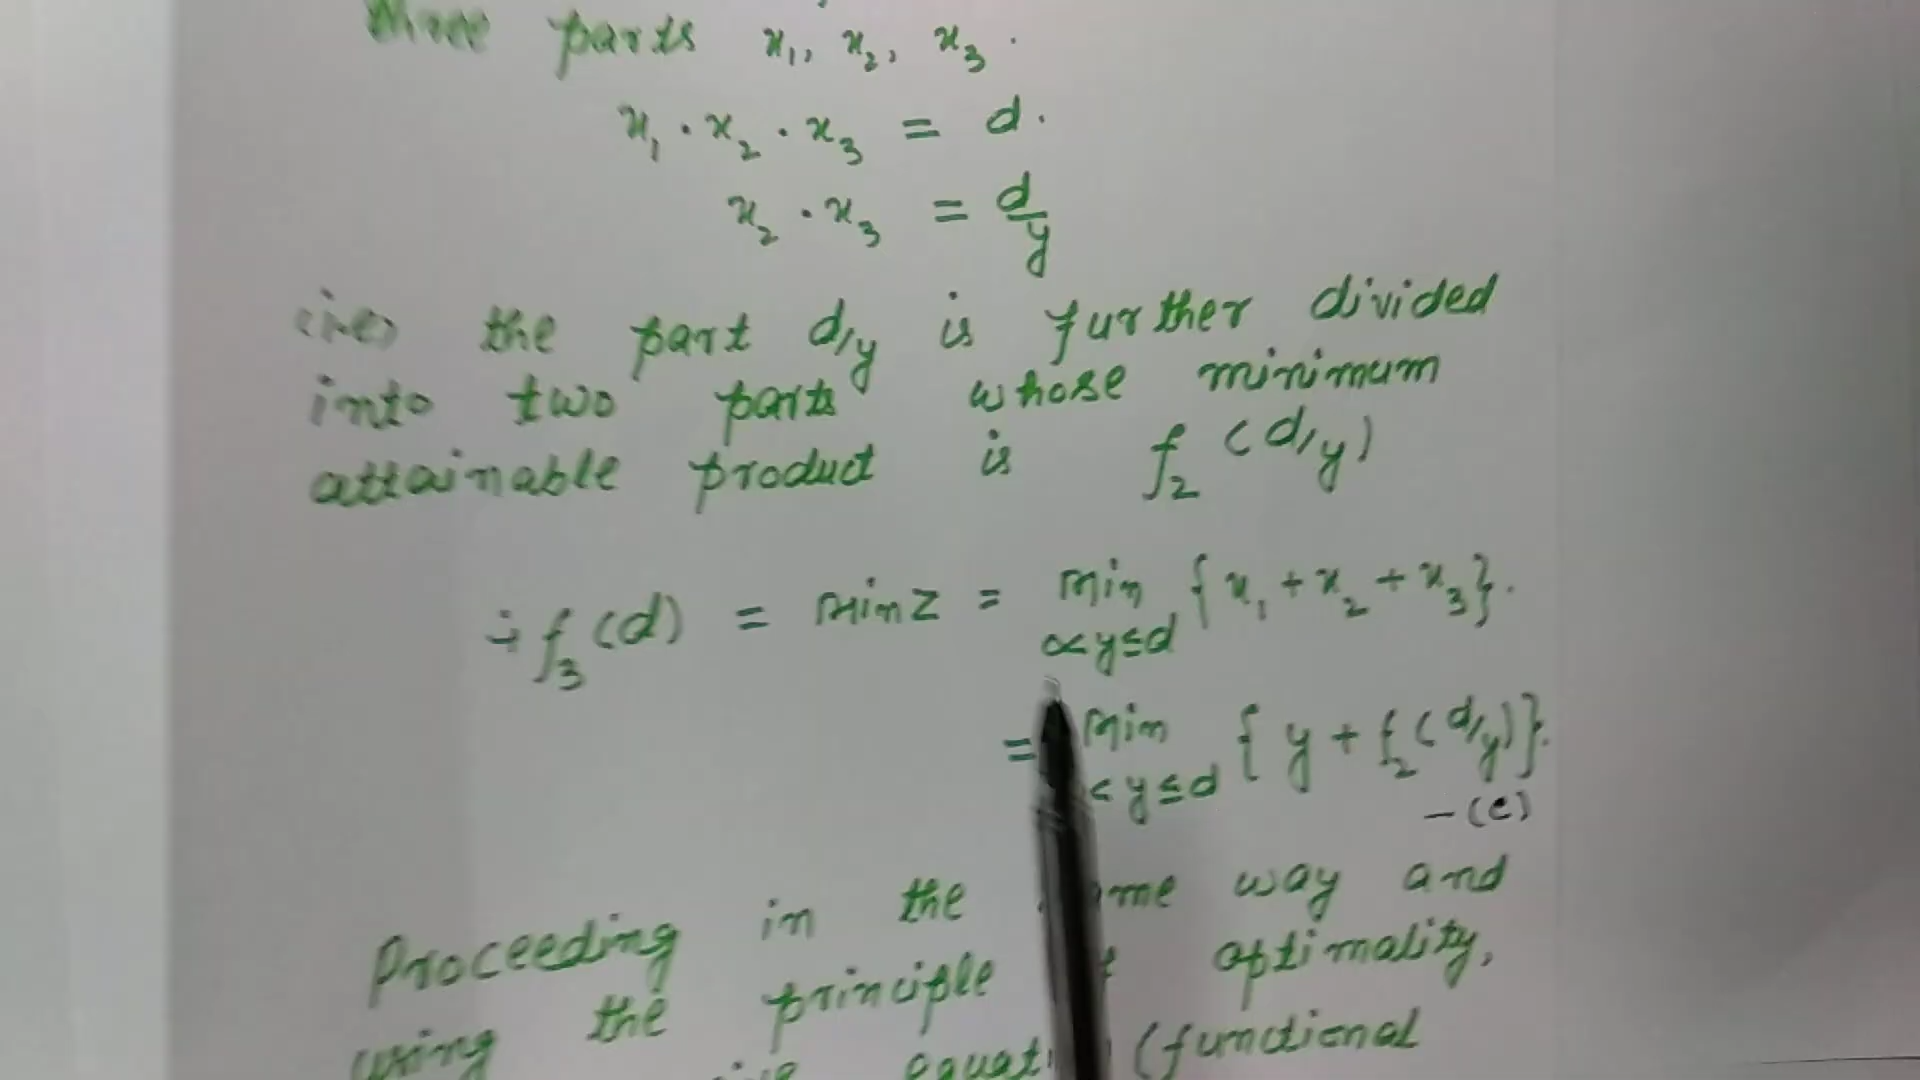 three parts x₁, x₂, x₃.
x₁ · x₂ · x₃ = d.
x₂ · x₃ = d/y
(ie) the part d/y is further divided
into two parts whose minimum
attainable product is f₂ (d/y)
∴ f₃ (d) = min Z = min {x₁ + x₂ + x₃}.
0< y≤d
= min { y + f₂ (d/y)}.
< y≤d
— (c)
Proceeding in the way and
using the principle optimality,
(functional